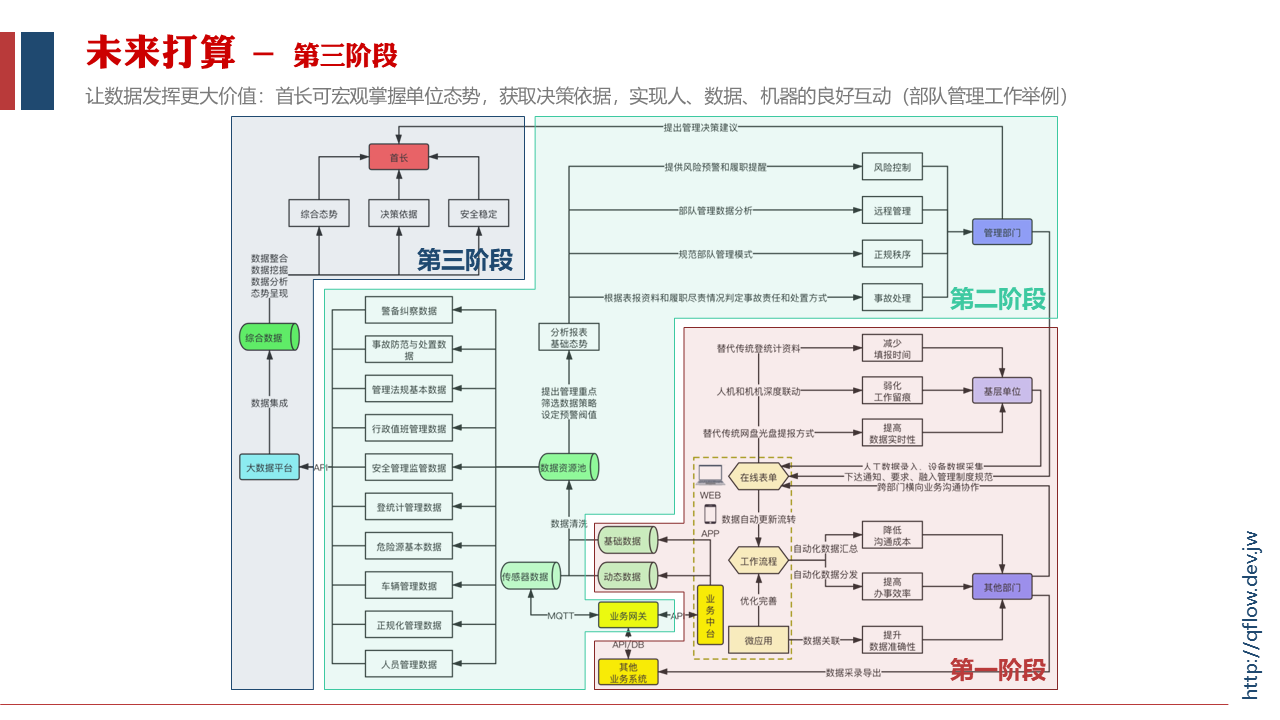 未来打算 － 第三阶段
让数据发挥更大价值：首长可宏观掌握单位态势，获取决策依据，实现人、数据、机器的良好互动（部队管理工作举例）
首长
综合态势
决策依据
安全稳定
第三阶段
数据整合
数据挖掘
数据分析
态势呈现
综合数据
数据集成
大数据平台
API
提出管理决策建议
提供风险预警和履职提醒
风险控制
部队管理数据分析
远程管理
管理部门
规范部队管理模式
正规秩序
根据表报资料和履职尽责情况判定事故责任和处置方式
事故处理
第二阶段
分析报表
基础态势
提出管理重点
筛选数据策略
设定预警阀值
数据资源池
数据清洗
警备纠察数据
事故防范与处置数
据
管理法规基本数据
行政值班管理数据
安全管理监管数据
登统计管理数据
危险源基本数据
车辆管理数据
正规化管理数据
人员管理数据
传感器数据
MQTT
基础数据
动态数据
业务网关
API
API/DB
其他
业务系统
替代传统登统计资料
减少
填报时间
人机和机机深度联动
弱化
工作留痕
基层单位
替代传统网盘光盘提报方式
提高
数据实时性
人工数据录入、设备数据采集
下达通知、要求、融入管理制度规范
跨部门横向业务沟通协作
WEB
APP
在线表单
数据自动更新流转
工作流程
优化完善
微应用
业
务
中
台
自动化数据汇总
降低
沟通成本
自动化数据分发
提高
办事效率
其他部门
数据关联
提升
数据准确性
数据采录导出
第一阶段
http://qflow.dev.jw